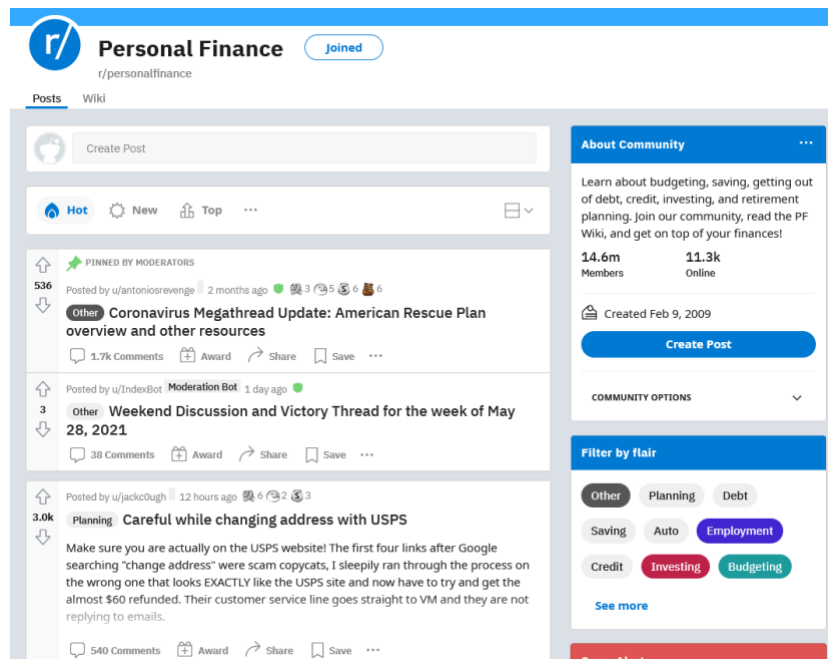 r/
Personal Finance
Joined
r/personalfinance
Posts Wiki
Create Post
Hot New Top ...
PINNED BY MODERATORS
536
Posted by u/antoniosrevenge 2 months ago 3 5 6 6
Other Coronavirus Megathread Update: American Rescue Plan
overview and other resources
1.7k Comments Award Share Save ...
Posted by u/IndexBot Moderation Bot 1 day ago
3
Other Weekend Discussion and Victory Thread for the week of May
28, 2021
38 Comments Award Share Save ...
Posted by u/jackc0ugh 12 hours ago 6 2 3
3.0k
Planning Careful while changing address with USPS
Make sure you are actually on the USPS website! The first four links after Google
searching "change address" were scam copycats, I sleepily ran through the process on
the wrong one that looks EXACTLY like the USPS site and now have to try and get the
almost $60 refunded. Their customer service line goes straight to VM and they are not
replying to emails.
540 Comments Award Share Save ...
About Community ...
Learn about budgeting, saving, getting out
of debt, credit, investing, and retirement
planning. Join our community, read the PF
Wiki, and get on top of your finances!
14.6m 11.3k
Members Online
Created Feb 9, 2009
Create Post
COMMUNITY OPTIONS
Filter by flair
Other Planning Debt
Saving Auto Employment
Credit Investing Budgeting
See more